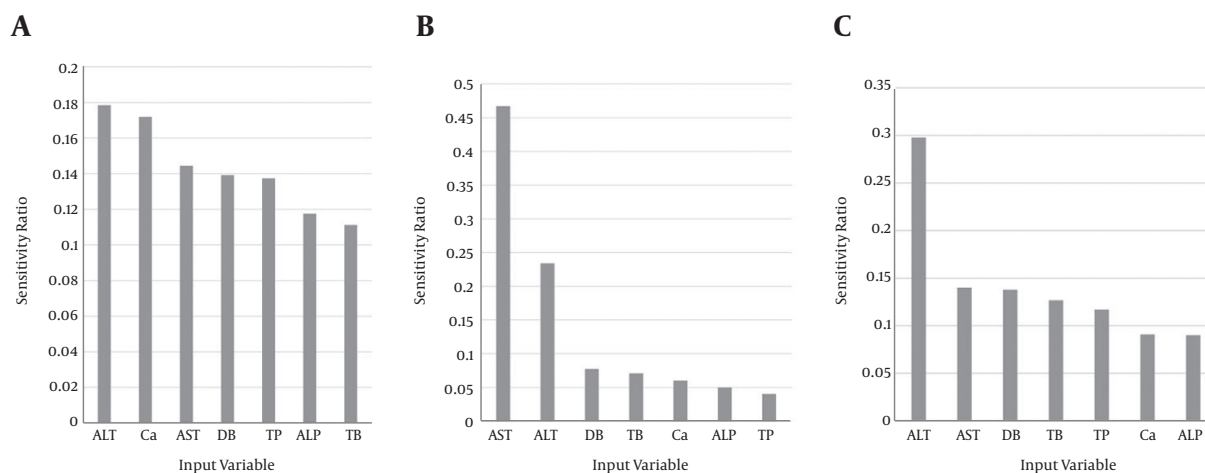 A
Sensitivity Ratio
0.2
0.18
0.16
0.14
0.12
0.1
0.08
0.06
0.04
0.02
0
ALT Ca AST DB TP ALP TB
Input Variable
B
Sensitivity Ratio
0.5
0.45
0.4
0.35
0.3
0.25
0.2
0.15
0.1
0.05
0
AST ALT DB TB Ca ALP TP
Input Variable
C
Sensitivity Ratio
0.35
0.3
0.25
0.2
0.15
0.1
0.05
0
ALT AST DB TB TP Ca ALP
Input Variable